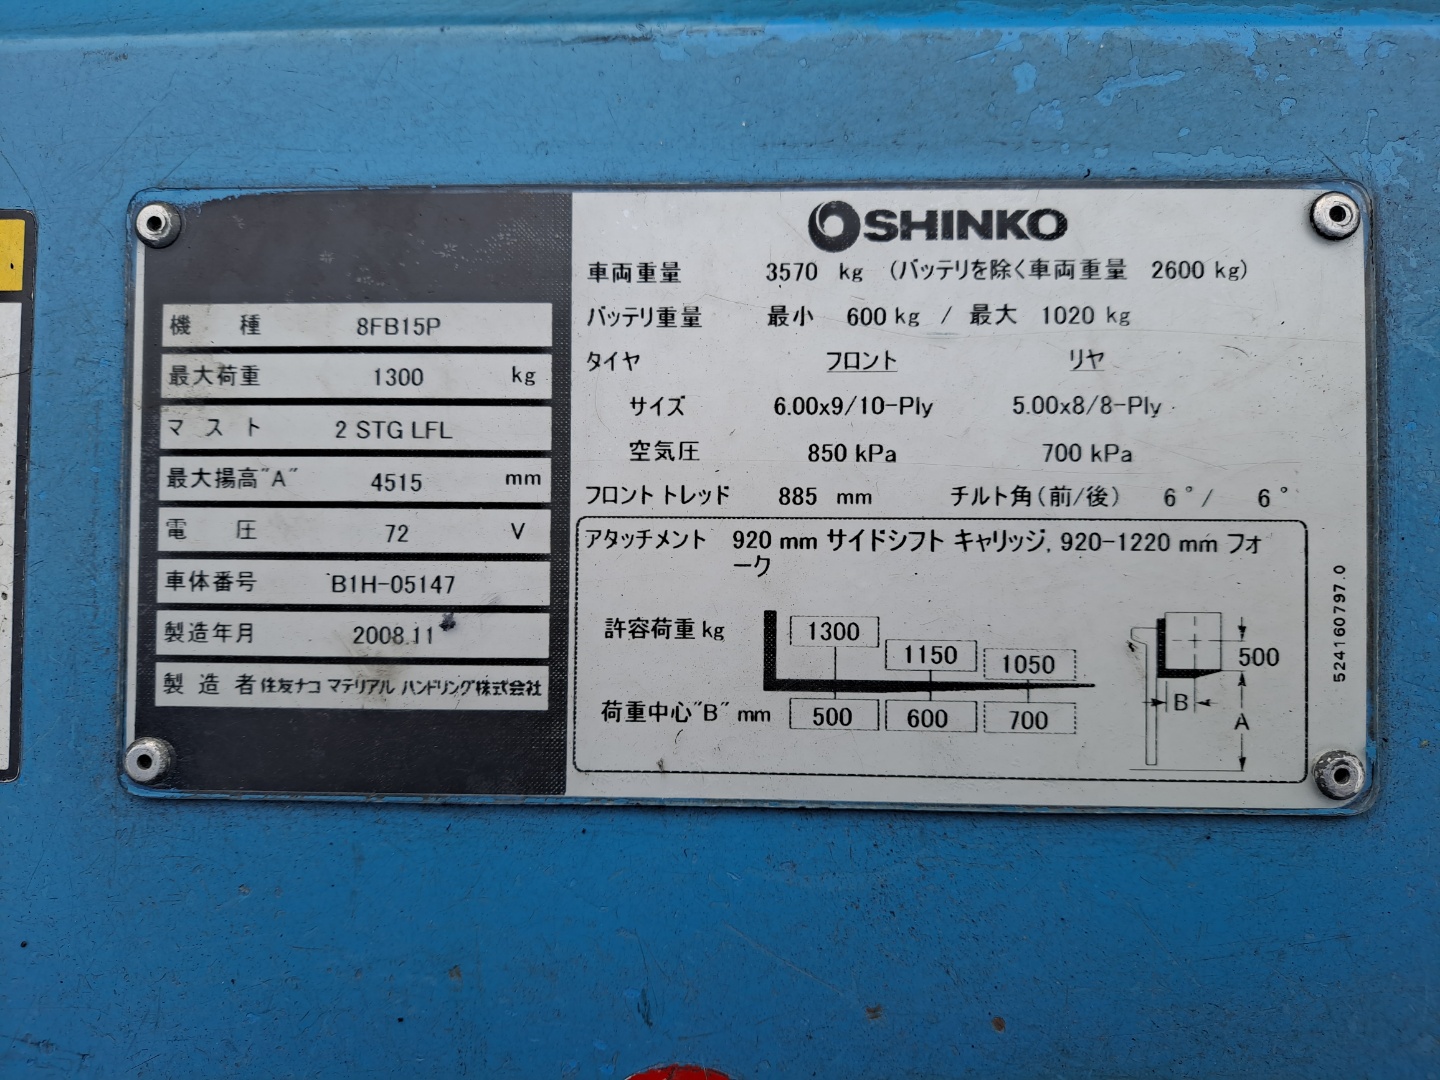 機 種 8FB15P
最大荷重 1300 kg
マスト 2 STG LFL
最大揚高"A" 4515 mm
電 圧 72 V
車体番号 B1H-05147
製造年月 2008.11
製造者 住友ナコ マテリアル ハンドリング株式会社
SHINKO
車両重量 3570 kg (バッテリを除く車両重量 2600 kg)
バッテリ重量 最小 600 kg / 最大 1020 kg
タイヤ フロント リヤ
サイズ 6.00x9/10-Ply 5.00x8/8-Ply
空気圧 850 kPa 700 kPa
フロントトレッド 885 mm チルト角(前/後) 6°/ 6°
アタッチメント 920 mm サイドシフト キャリッジ, 920-1220 mm フォ
ーク
許容荷重 kg 1300 1150 1050
荷重中心"B" mm 500 600 700
500
B
A
524160797.0